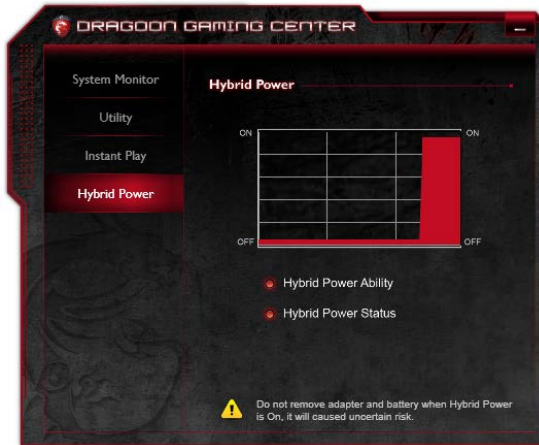 DRAGOON GAMING CENTER
System Monitor
Utility
Instant Play
Hybrid Power
Hybrid Power
ON
ON
OFF
OFF
Hybrid Power Ability
Hybrid Power Status
Do not remove adapter and battery when Hybrid Power
is On, it will caused uncertain risk.